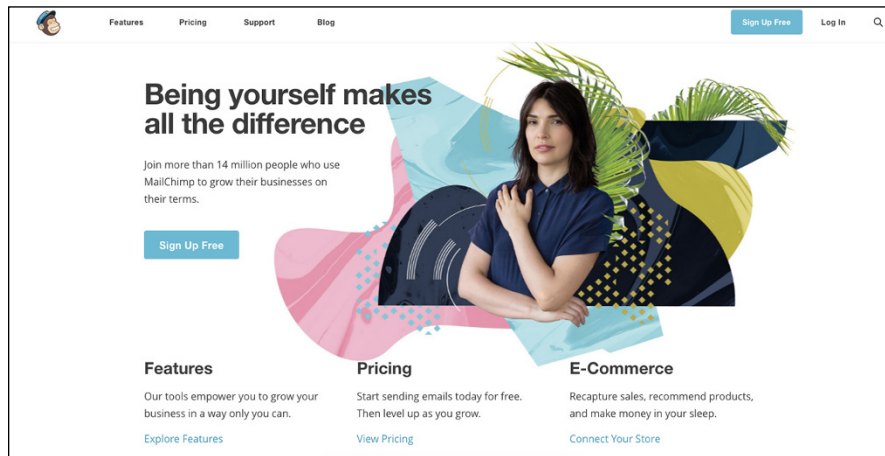 Features Pricing Support Blog Sign Up Free Log In
Being yourself makes
all the difference
Join more than 14 million people who use
MailChimp to grow their businesses on
their terms.
Sign Up Free
Features
Our tools empower you to grow your
business in a way only you can.
Explore Features
Pricing
Start sending emails today for free.
Then level up as you grow.
View Pricing
E-Commerce
Recapture sales, recommend products,
and make money in your sleep.
Connect Your Store